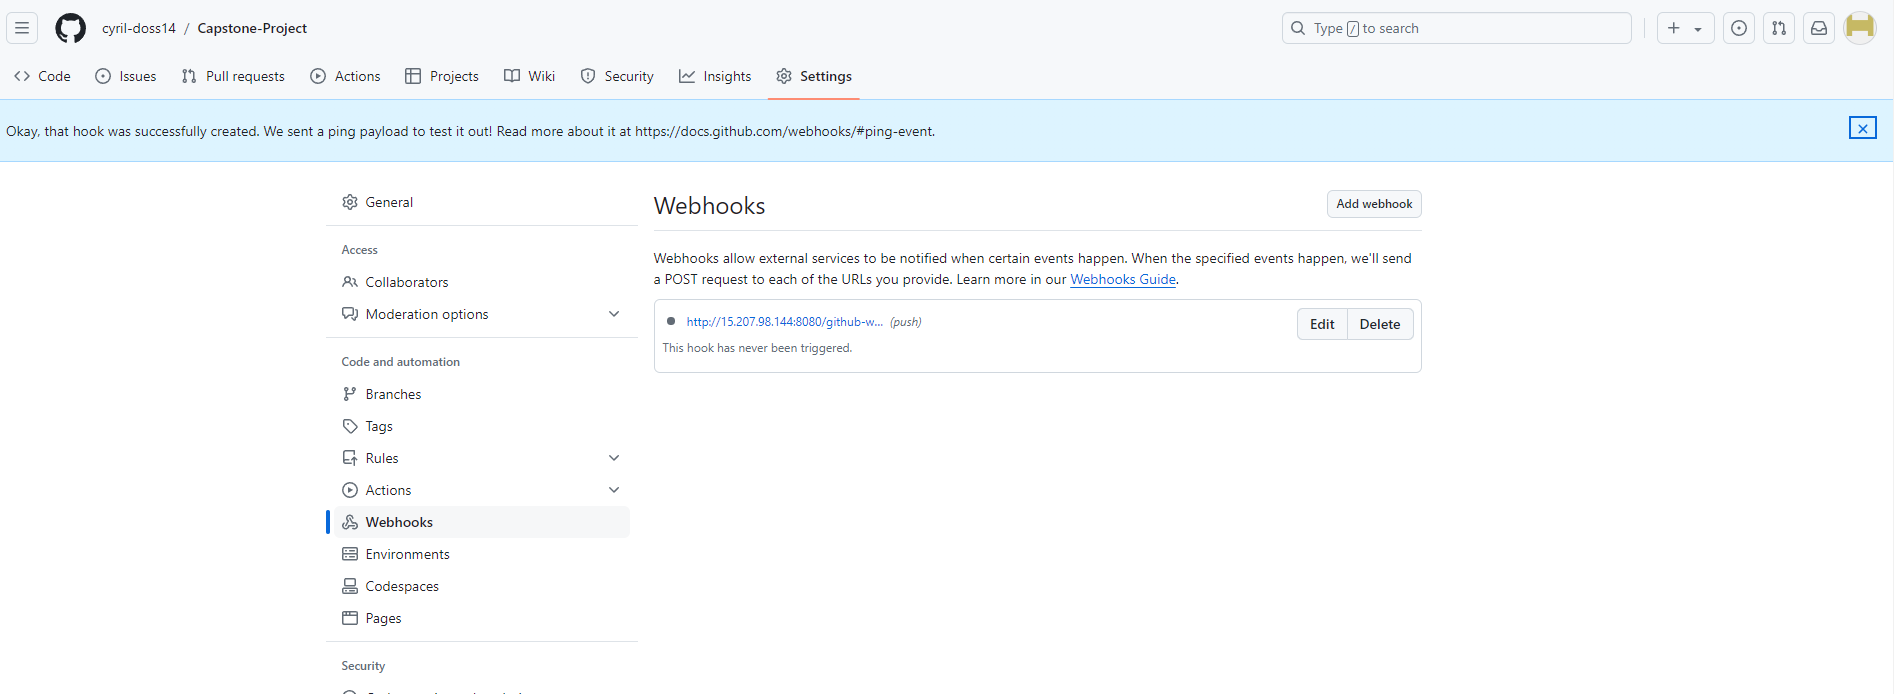 cyril-doss14 / Capstone-Project
Type / to search
Code Issues Pull requests Actions Projects Wiki Security Insights Settings
Okay, that hook was successfully created. We sent a ping payload to test it out! Read more about it at https://docs.github.com/webhooks/#ping-event.
General
Access
Collaborators
Moderation options
Code and automation
Branches
Tags
Rules
Actions
Webhooks
Environments
Codespaces
Pages
Security
Webhooks
Add webhook
Webhooks allow external services to be notified when certain events happen. When the specified events happen, we'll send
a POST request to each of the URLs you provide. Learn more in our Webhooks Guide.
http://15.207.98.144:8080/github-w... (push)
Edit Delete
This hook has never been triggered.